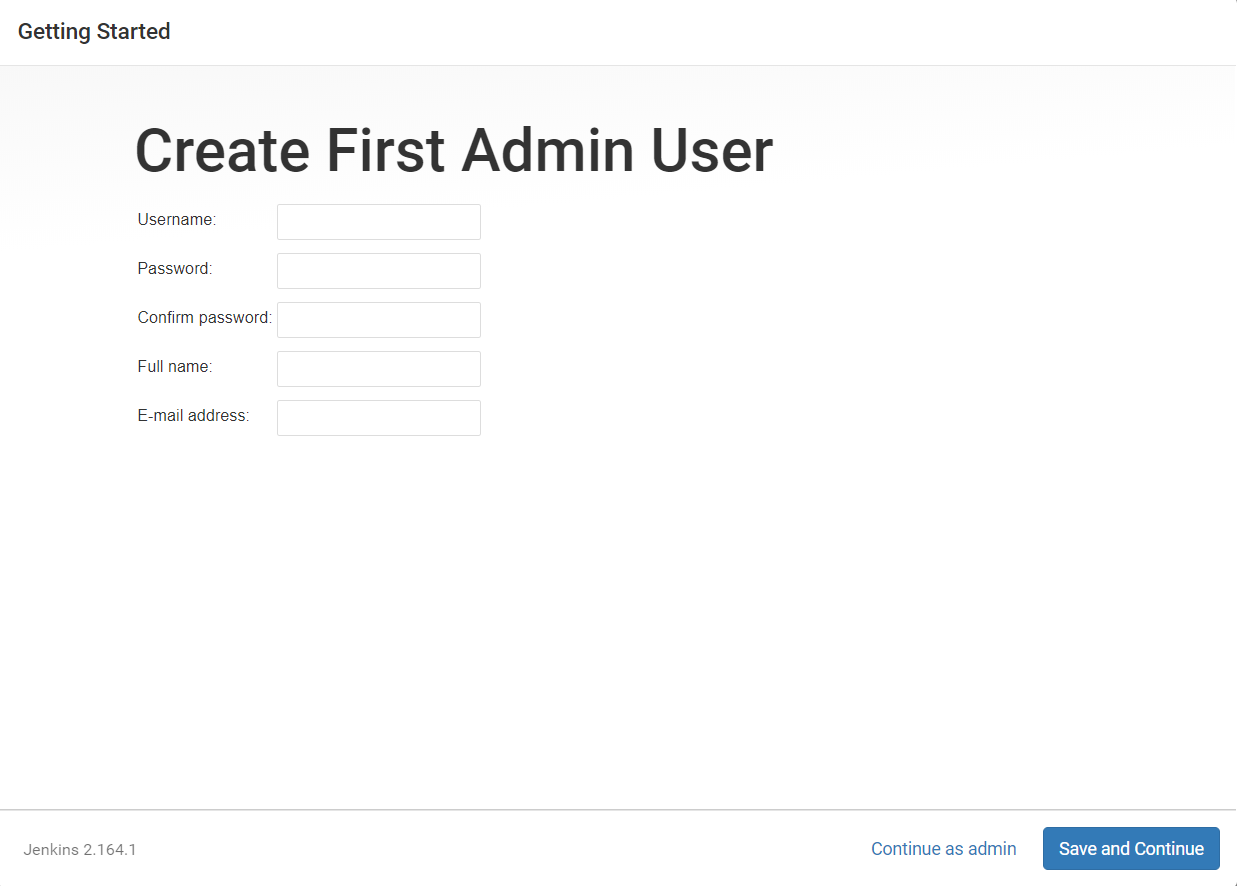 Getting Started
Create First Admin User
Username:
Password:
Confirm password:
Full name:
E-mail address:
Jenkins 2.164.1
Continue as admin
Save and Continue